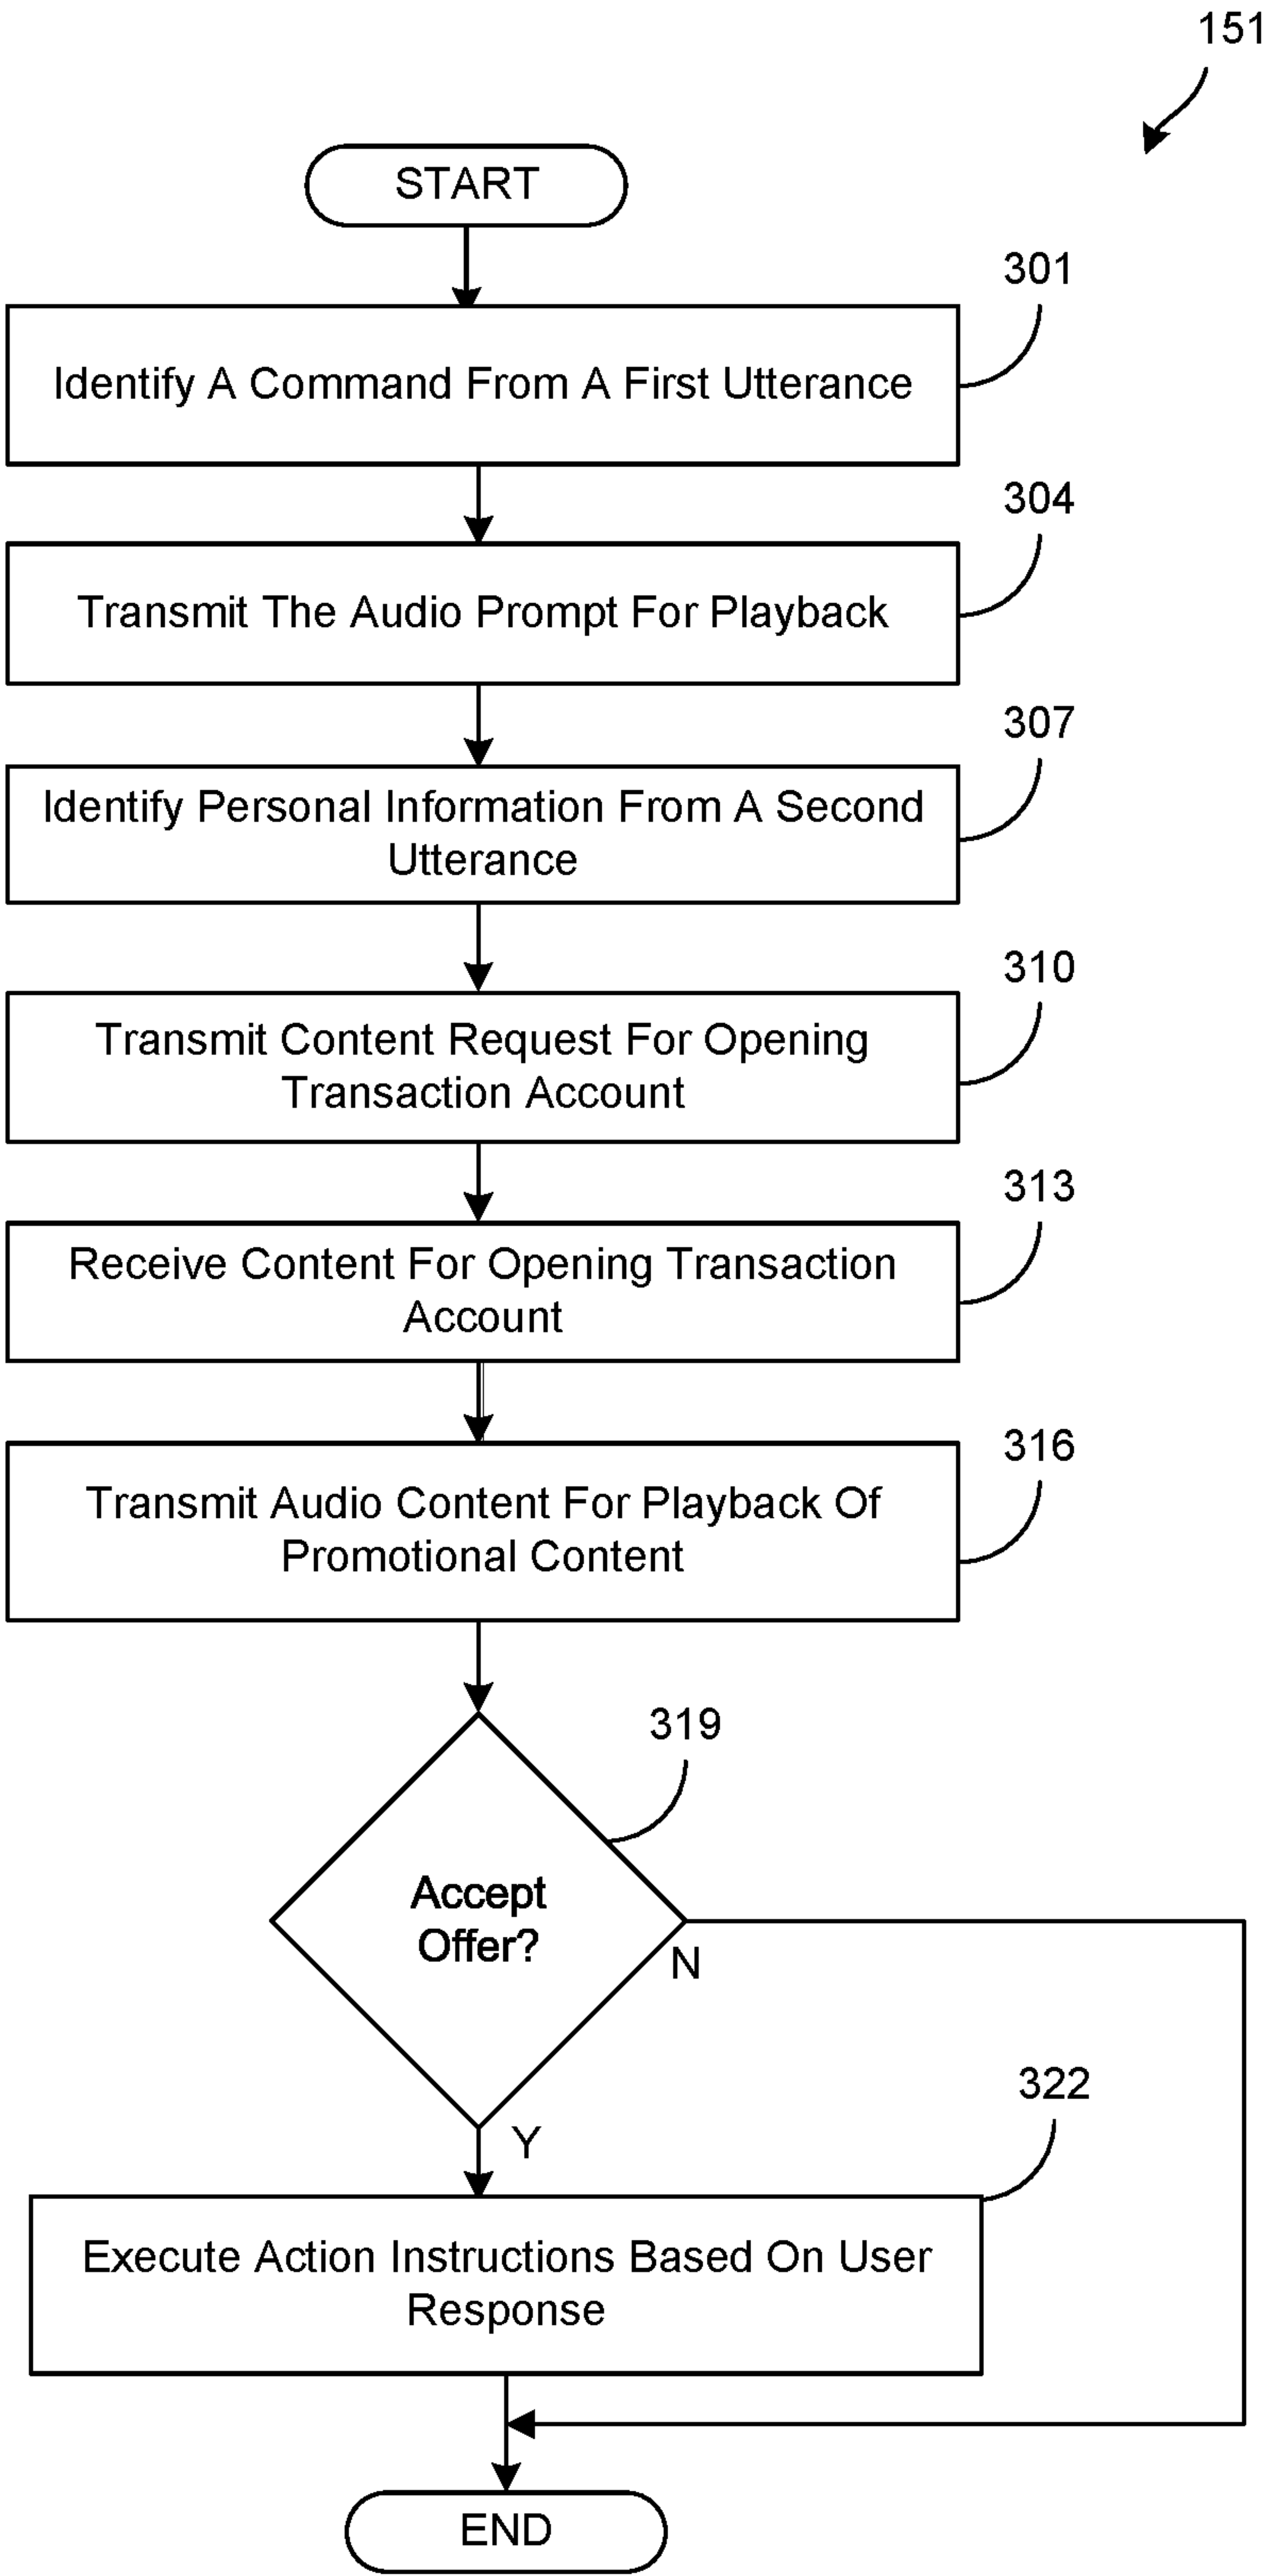 151
START
301
Identify A Command From A First Utterance
304
Transmit The Audio Prompt For Playback
307
Identify Personal Information From A Second
Utterance
310
Transmit Content Request For Opening
Transaction Account
313
Receive Content For Opening Transaction
Account
316
Transmit Audio Content For Playback Of
Promotional Content
319
Accept
Offer?
N
Y
322
Execute Action Instructions Based On User
Response
END